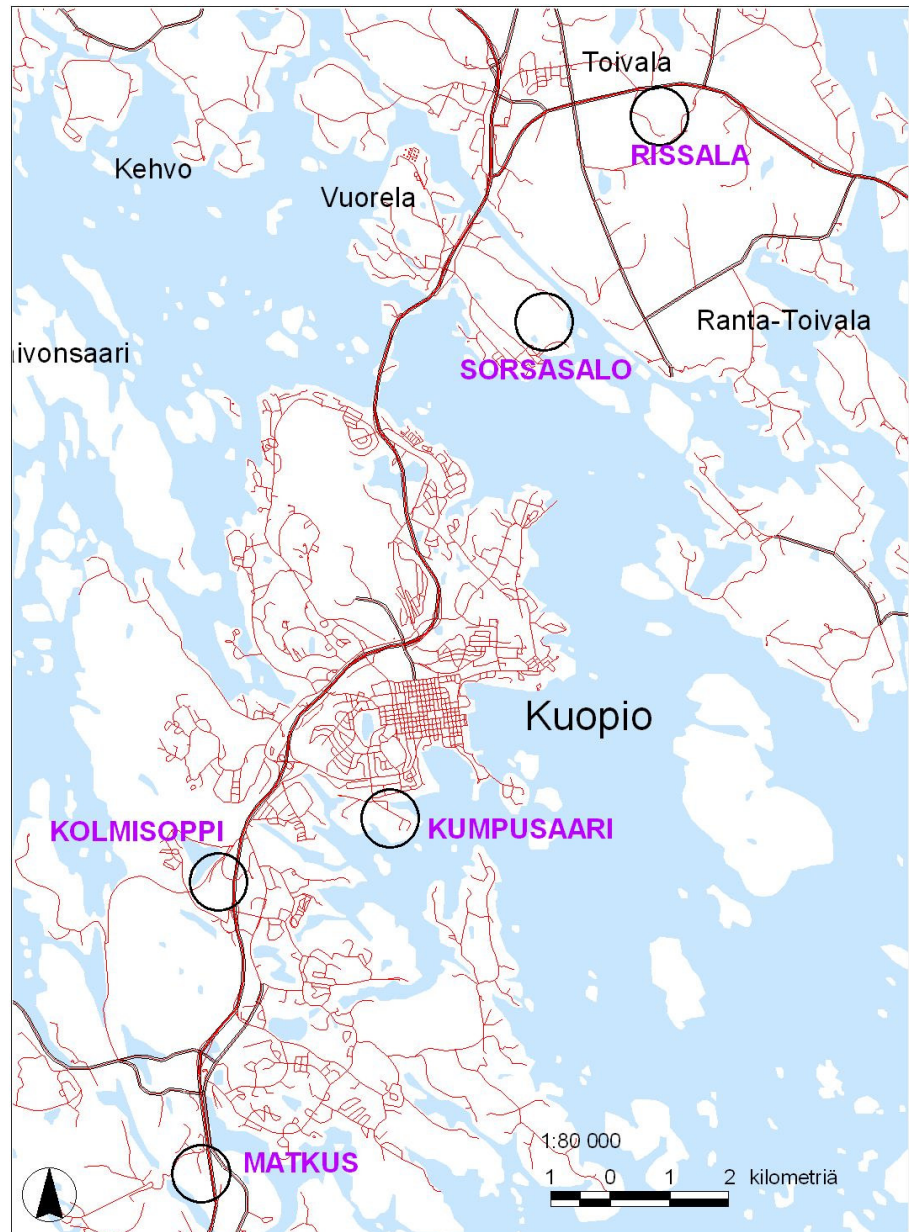 Toivala
RISSALA
Kehvo
Vuorela
Ranta-Toivala
ivonsaari
SORSASALO
Kuopio
KOLMISOPPI
KUMPUSAARI
MATKUS
1:80 000
1 0 1 2 kilometriä